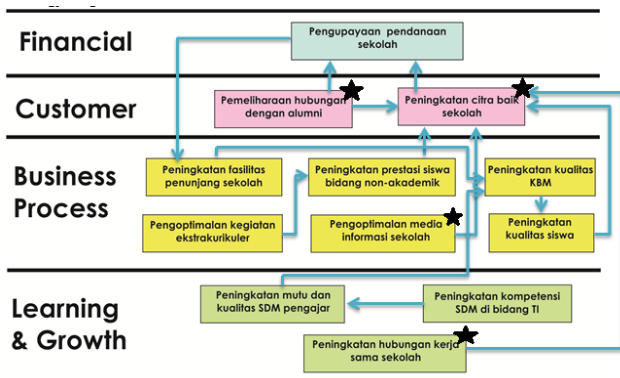 Financial
Pengupayaan pendanaan
sekolah
Customer
Pemeliharaan hubungan
dengan alumni
Peningkatan citra baik
sekolah
Business
Process
Peningkatan fasilitas
penunjang sekolah
Peningkatan prestasi siswa
bidang non-akademik
Peningkatan kualitas
KBM
Pengoptimalan kegiatan
ekstrakurikuler
Pengoptimalan media
informasi sekolah
Peningkatan
kualitas siswa
Learning
& Growth
Peningkatan mutu dan
kualitas SDM pengajar
Peningkatan kompetensi
SDM di bidang TI
Peningkatan hubungan kerja
sama sekolah